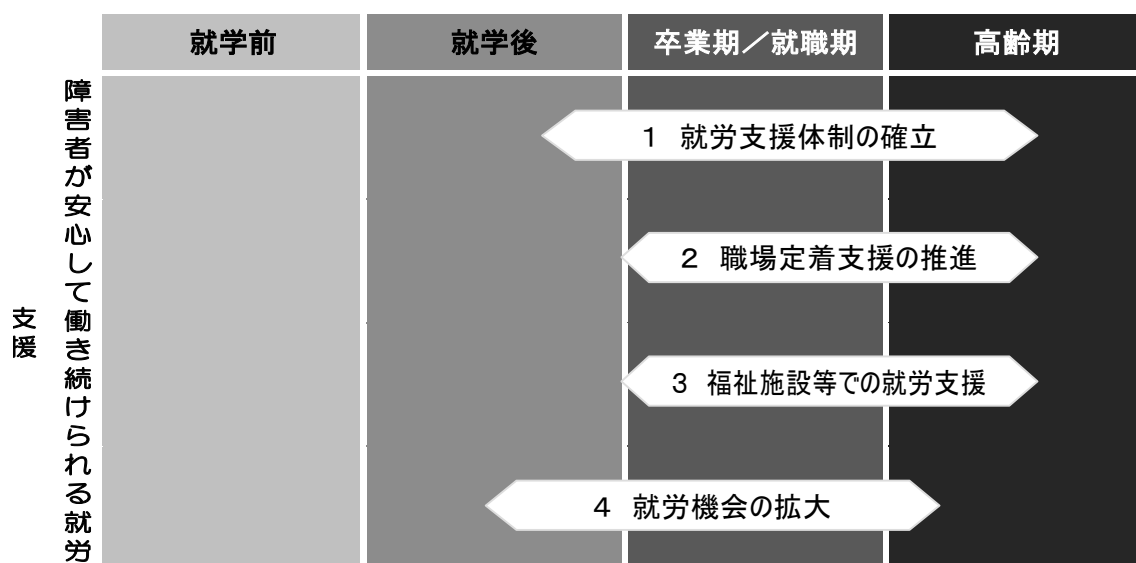 就学前
就学後
卒業期／就職期
高齢期
障害者が安心して働き続けられる就労
支援
1 就労支援体制の確立
2 職場定着支援の推進
3 福祉施設等での就労支援
4 就労機会の拡大